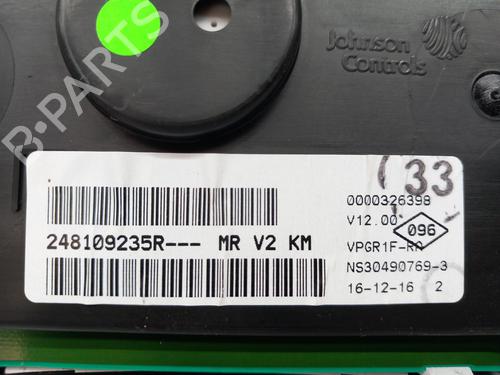 Johnson
Controls
B-PARTS
(33
0000326398
V12.00
096
248109235R--- MR V2 KM
VPGR1F-RA
NS30490769-3
16-12-16 2